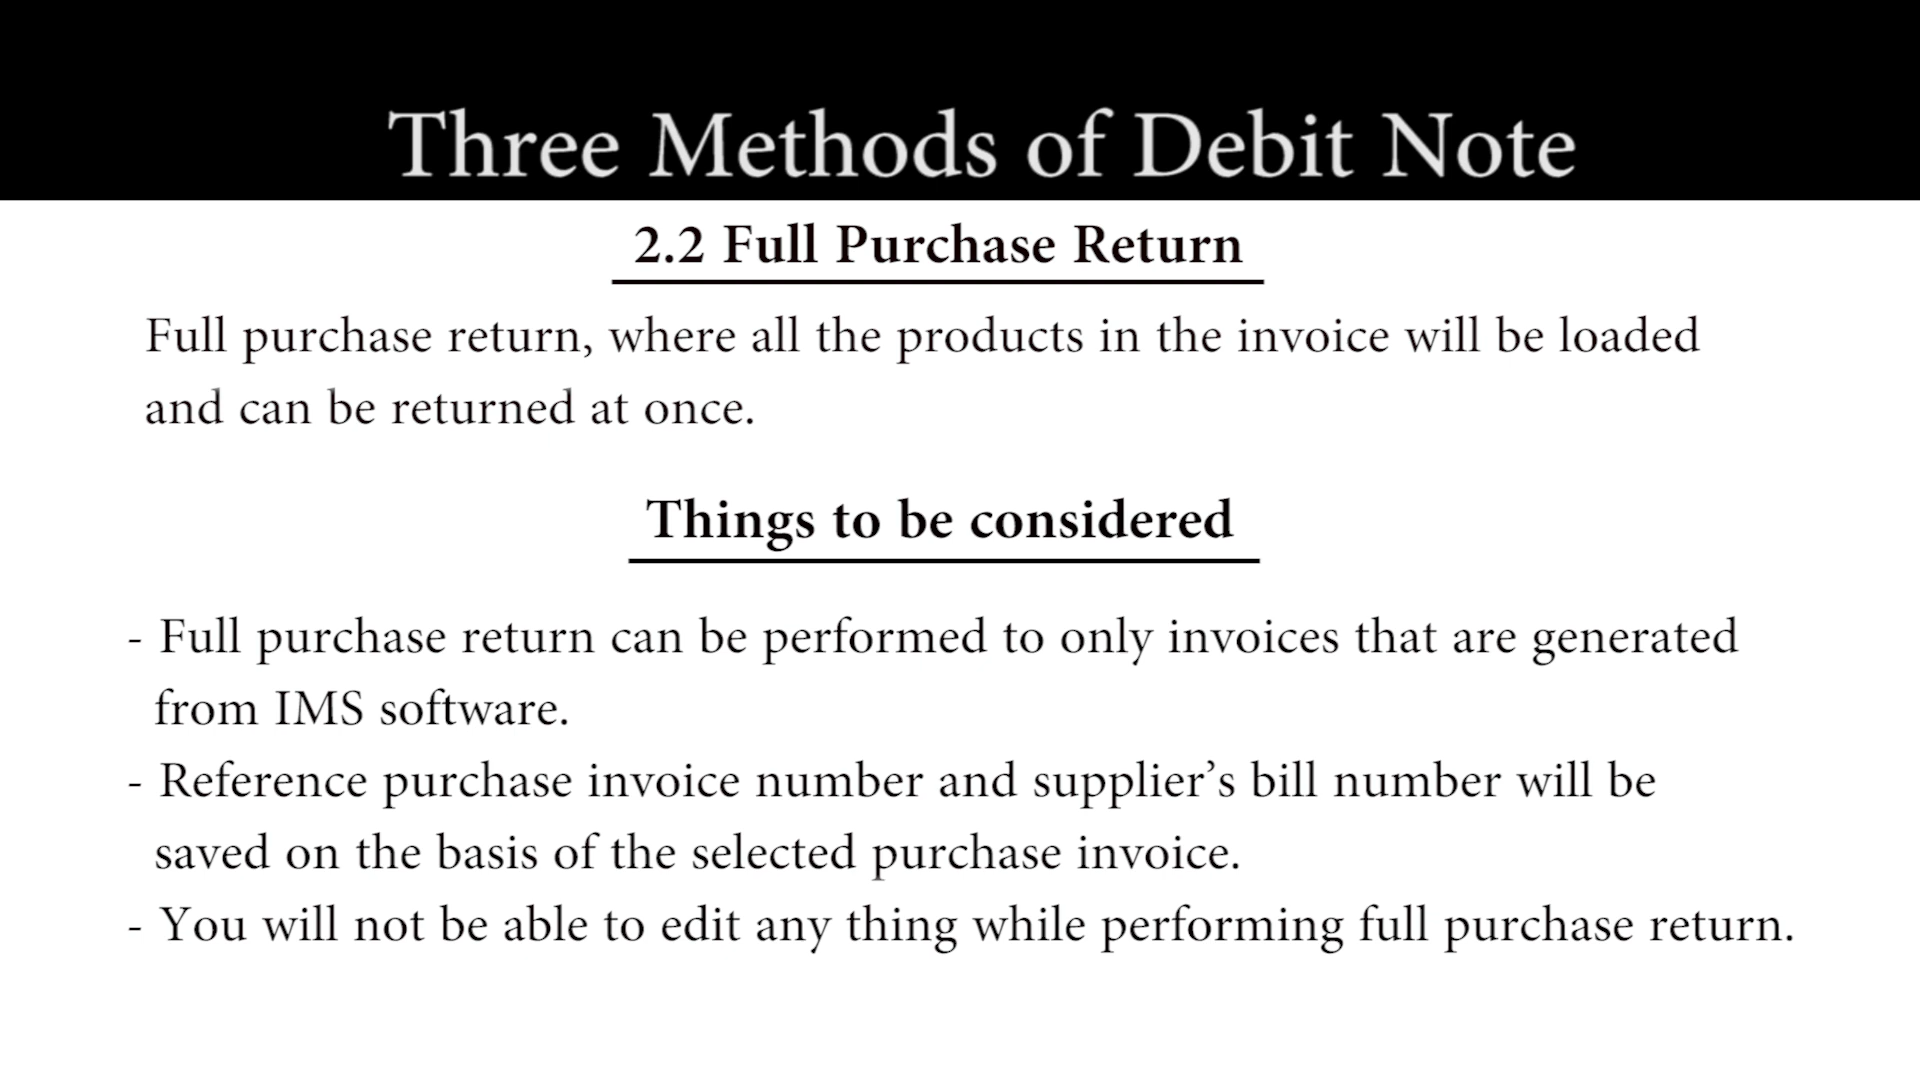 Three Methods of Debit Note
2.2 Full Purchase Return
Full purchase return, where all the products in the invoice will be loaded
and can be returned at once.
Things to be considered
- Full purchase return can be performed to only invoices that are generated
from IMS software.
- Reference purchase invoice number and supplier’s bill number will be
saved on the basis of the selected purchase invoice.
- You will not be able to edit any thing while performing full purchase return.